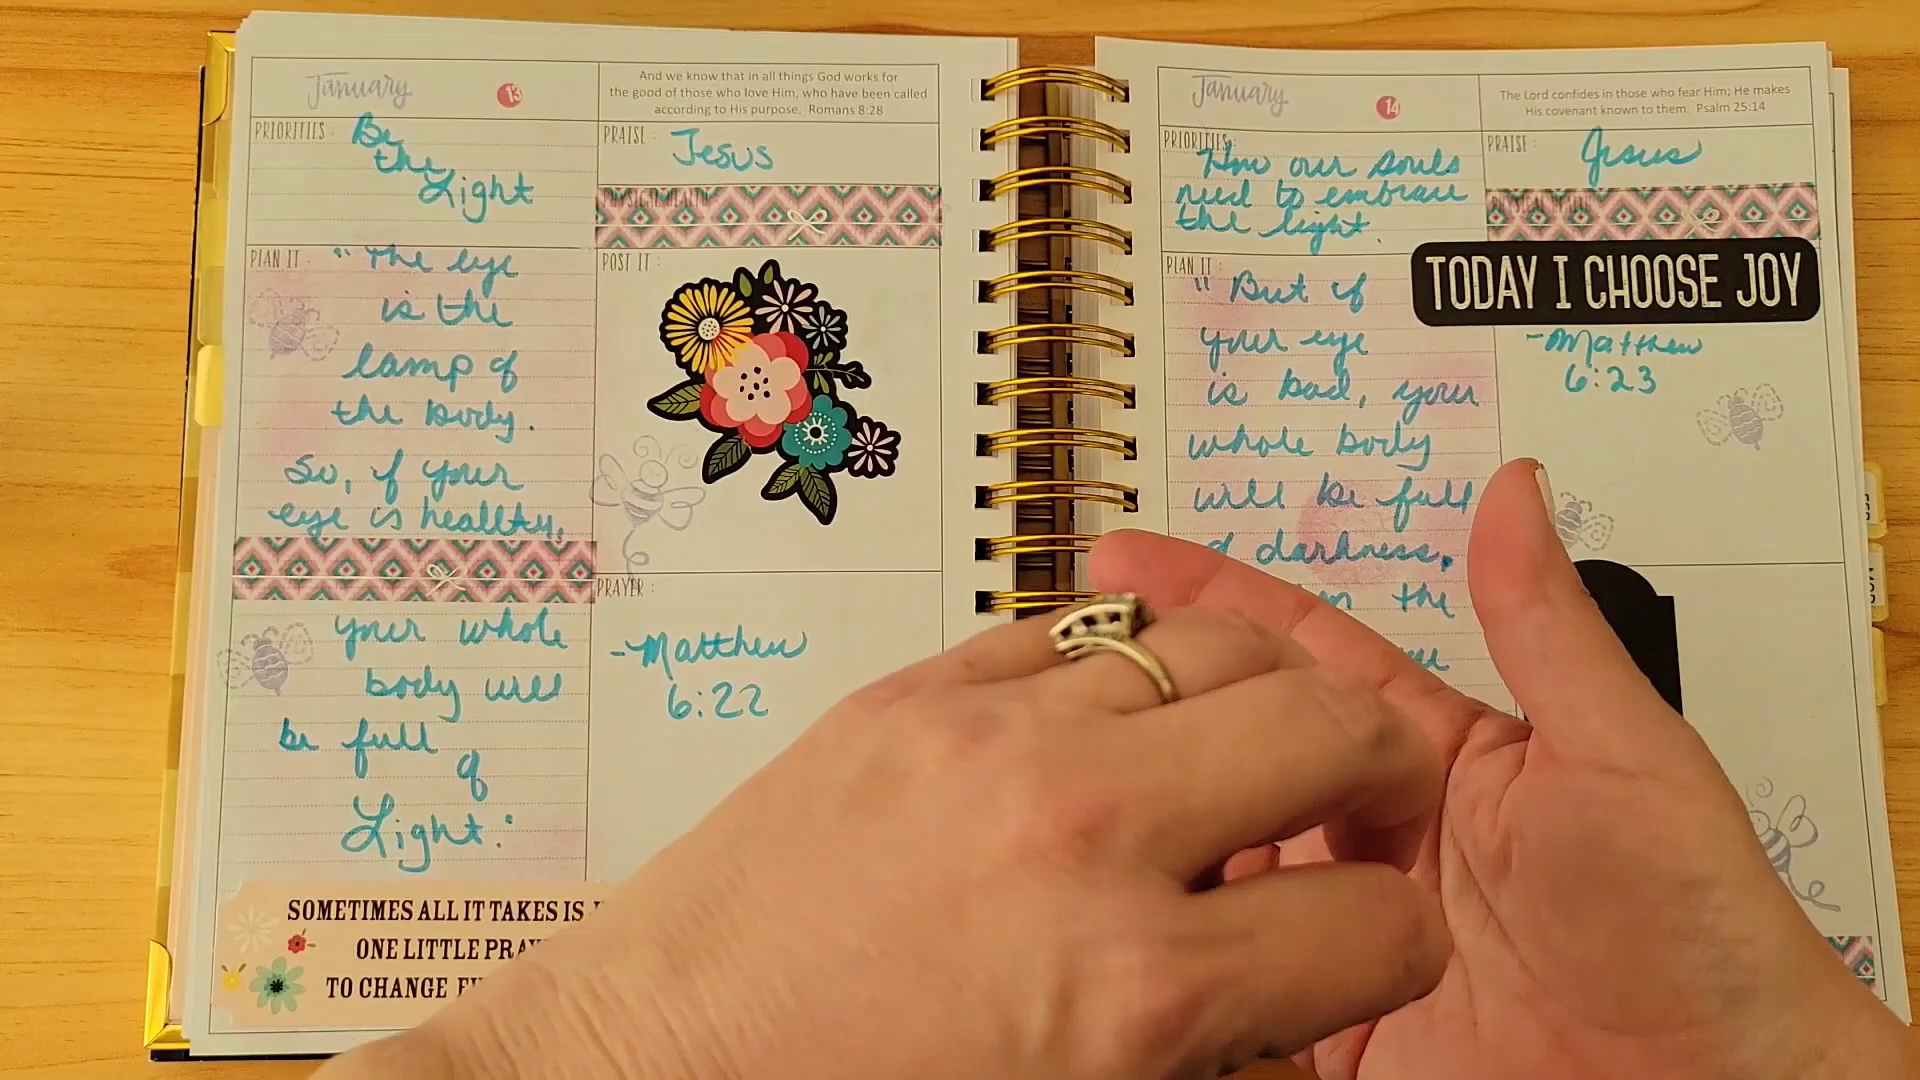 January 13
And we know that in all things God works for
the good of those who love Him, who have been called
according to His purpose. Romans 8:28
PRIORITIES:
Be
the
Light
PRAISE:
Jesus
PHYSICAL HEALTH:
PLAN IT:
"The eye
is the
lamp of
the body.
So, if your
eye is healthy,
your whole
body will
be full
of
Light."
POST IT:
PRAYER:
-Matthew
6:22
SOMETIMES ALL IT TAKES IS
ONE LITTLE
TO CHANGE
January 14
The Lord confides in those who fear Him; He makes
His covenant known to them. Psalm 25:14
PRIORITIES:
How our souls
need to embrace
the light.
PRAISE:
Jesus
PHYSICAL HEALTH
PLAN IT:
"But if
your eye
is bad, your
whole body
will be full
of darkness.
the
TODAY I CHOOSE JOY
-Matthew
6:23